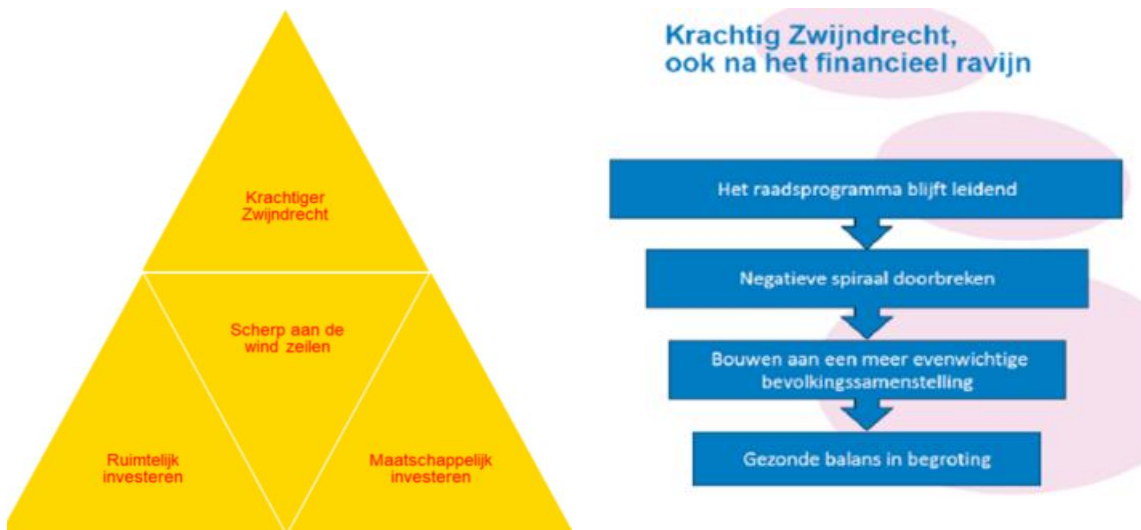 Krachtiger
Zwijndrecht
Scherp aan de
wind zeilen
Ruimtelijk
investeren
Maatschappelijk
investeren
Krachtig Zwijndrecht,
ook na het financieel ravijn
Het raadsprogramma blijft leidend
Negatieve spiraal doorbreken
Bouwen aan een meer evenwichtige
bevolkingssamenstelling
Gezonde balans in begroting